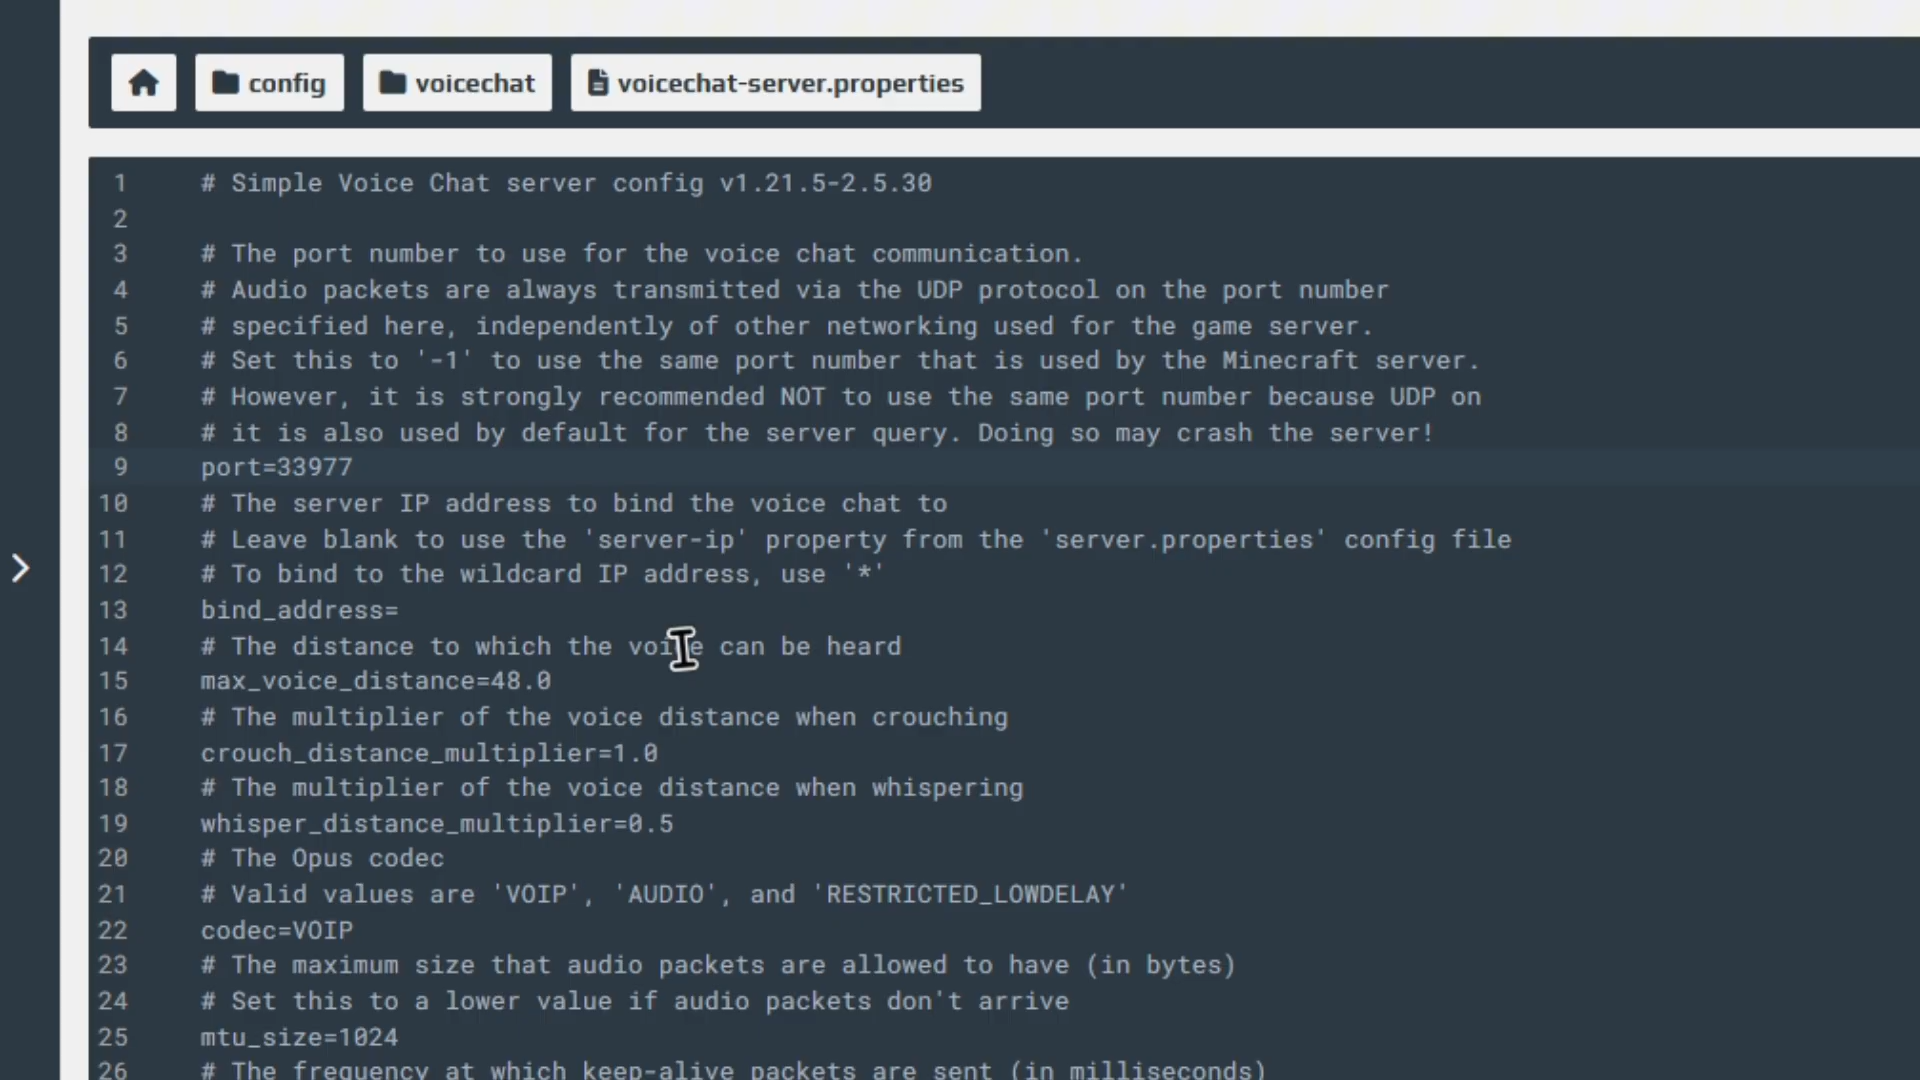 config voicechat voicechat-server.properties
1 # Simple Voice Chat server config v1.21.5-2.5.30
2
3 # The port number to use for the voice chat communication.
4 # Audio packets are always transmitted via the UDP protocol on the port number
5 # specified here, independently of other networking used for the game server.
6 # Set this to '-1' to use the same port number that is used by the Minecraft server.
7 # However, it is strongly recommended NOT to use the same port number because UDP on
8 # it is also used by default for the server query. Doing so may crash the server!
9 port=33977
10 # The server IP address to bind the voice chat to
11 # Leave blank to use the 'server-ip' property from the 'server.properties' config file
12 # To bind to the wildcard IP address, use '*'
13 bind_address=
14 # The distance to which the voice can be heard
15 max_voice_distance=48.0
16 # The multiplier of the voice distance when crouching
17 crouch_distance_multiplier=1.0
18 # The multiplier of the voice distance when whispering
19 whisper_distance_multiplier=0.5
20 # The Opus codec
21 # Valid values are 'VOIP', 'AUDIO', and 'RESTRICTED_LOWDELAY'
22 codec=VOIP
23 # The maximum size that audio packets are allowed to have (in bytes)
24 # Set this to a lower value if audio packets don't arrive
25 mtu_size=1024
26 # The frequency at which keep-alive packets are sent (in milliseconds)